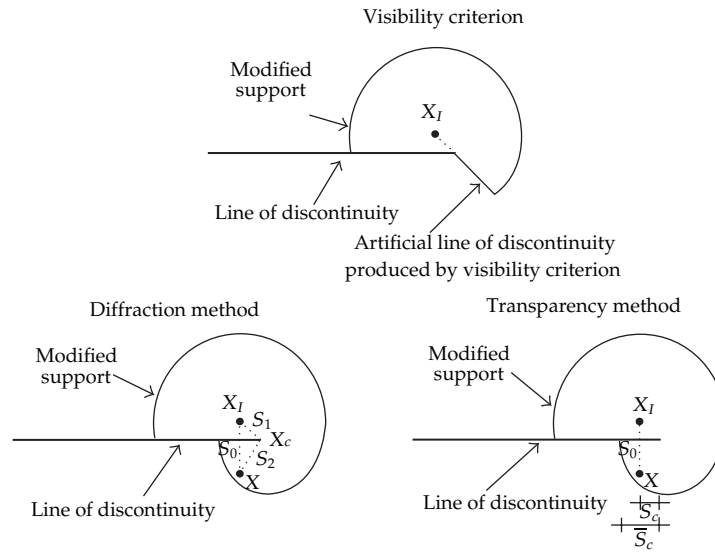 Visibility criterion
Modified
support
X_I
Line of discontinuity
Artificial line of discontinuity
produced by visibility criterion
Diffraction method
Modified
support
X_I
S_1
X_c
S_0
S_2
X
Line of discontinuity
Transparency method
Modified
support
X_I
S_0
X
Line of discontinuity
S_c
S̅_c